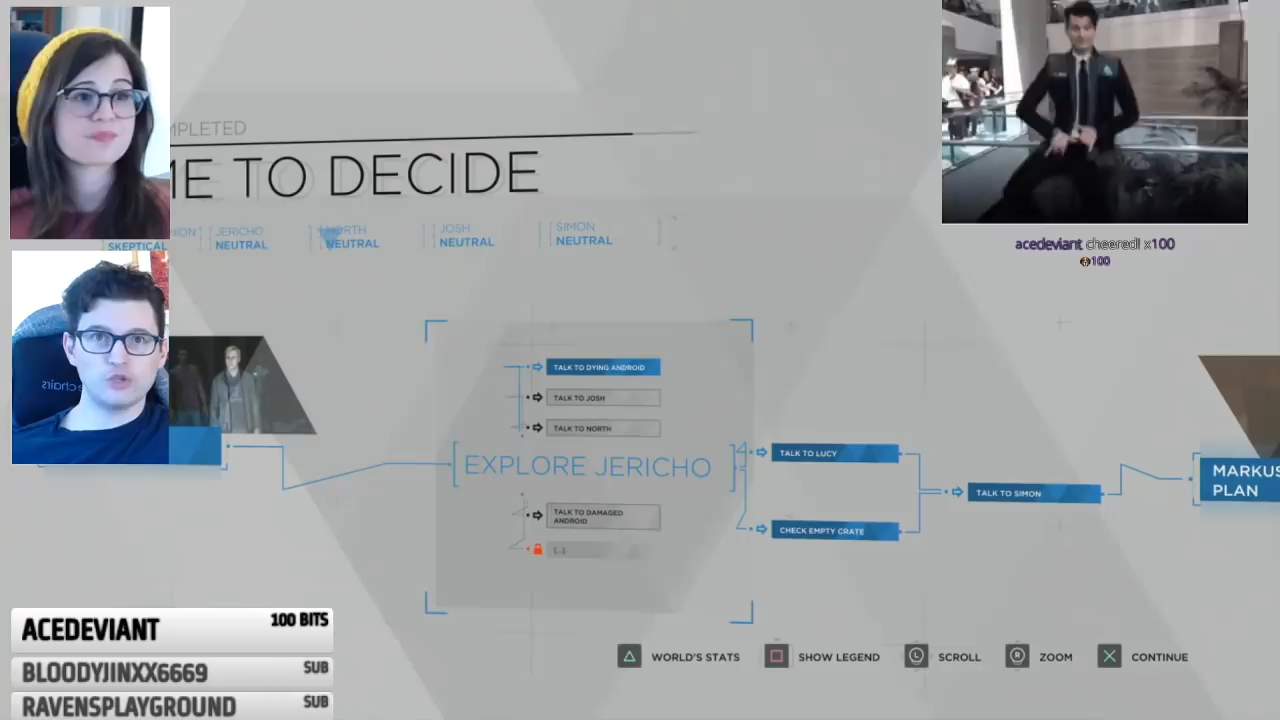 MPLETED
ME TO DECIDE
NION
SKEPTICAL
JERICHO
NEUTRAL
NORTH
NEUTRAL
JOSH
NEUTRAL
SIMON
NEUTRAL
acedeviant cheered! x100
100
TALK TO DYING ANDROID
TALK TO JOSH
TALK TO NORTH
EXPLORE JERICHO
TALK TO DAMAGED
ANDROID
[...]
TALK TO LUCY
CHECK EMPTY CRATE
TALK TO SIMON
MARKUS
PLAN
ACEDEVIANT 100 BITS
BLOODYJINXX6669 SUB
RAVENSPLAYGROUND SUB
WORLD'S STATS
SHOW LEGEND
L SCROLL
R ZOOM
CONTINUE